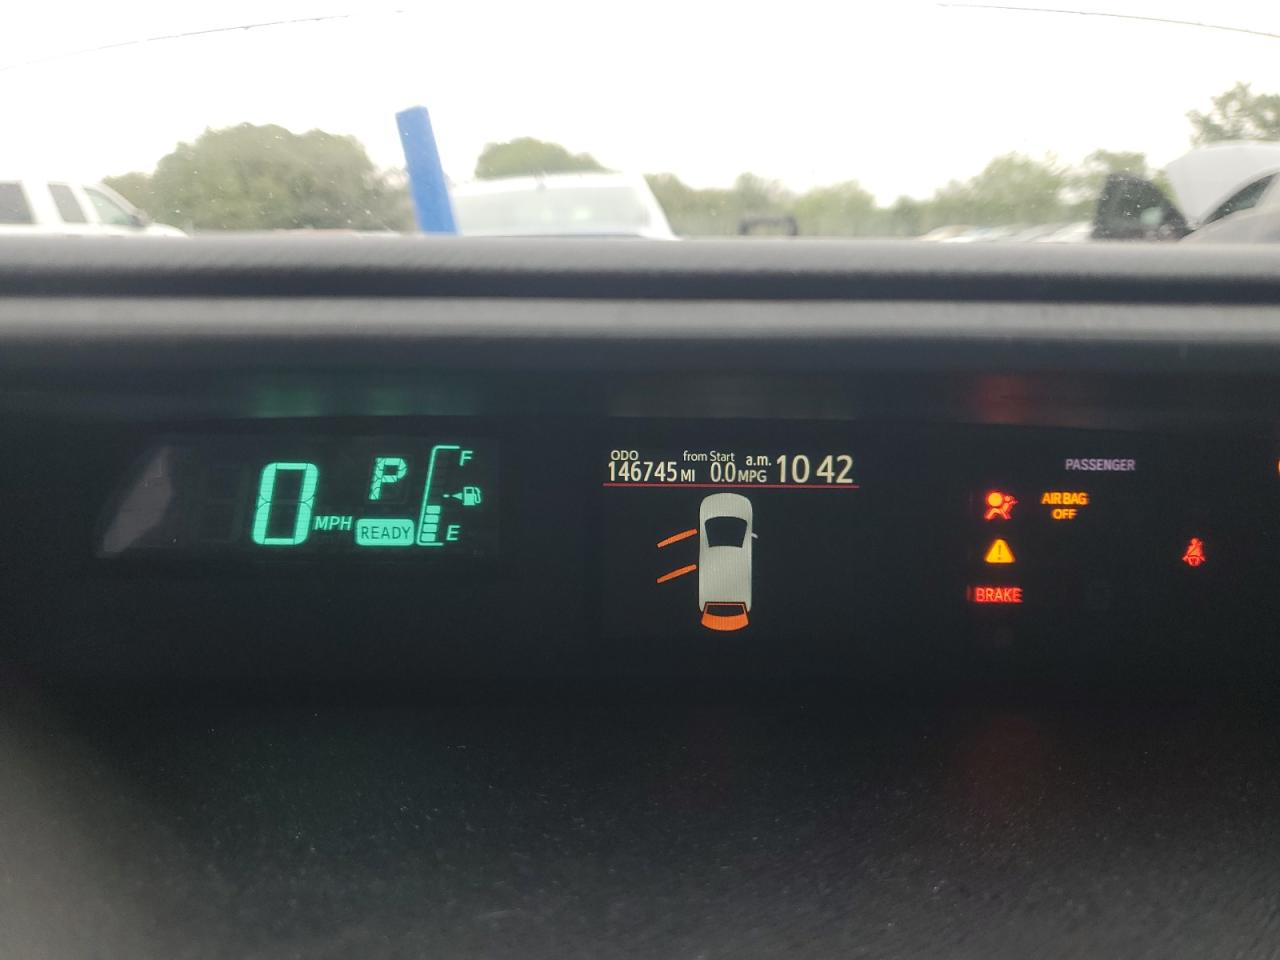 0 MPH
P
READY
F
E
ODO
146745 MI
from Start
0.0 MPG
a.m. 10 42
PASSENGER
AIR BAG
OFF
BRAKE